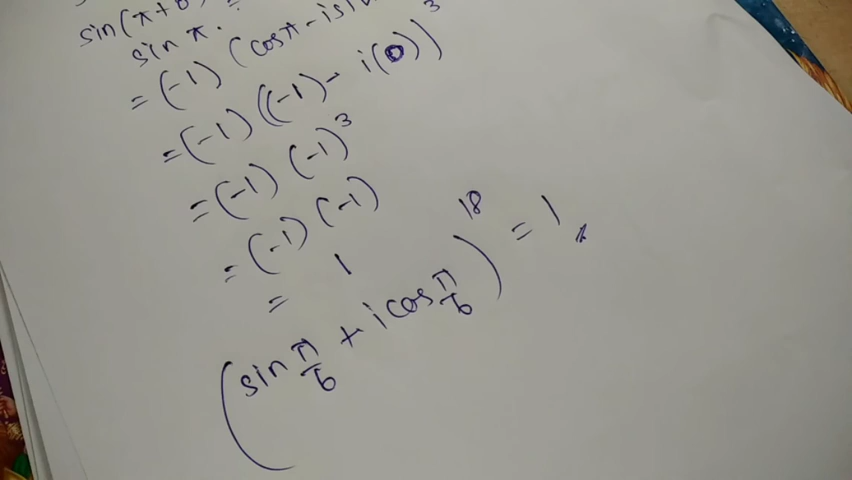 sin(π+
sin π.
= (-1) (cosπ - isi
= (-1) ((-1) - i(0))³
= (-1) (-1)³
= (-1) (-1)
= 1
(sin π/6 + i cos π/6)¹⁸ = 1